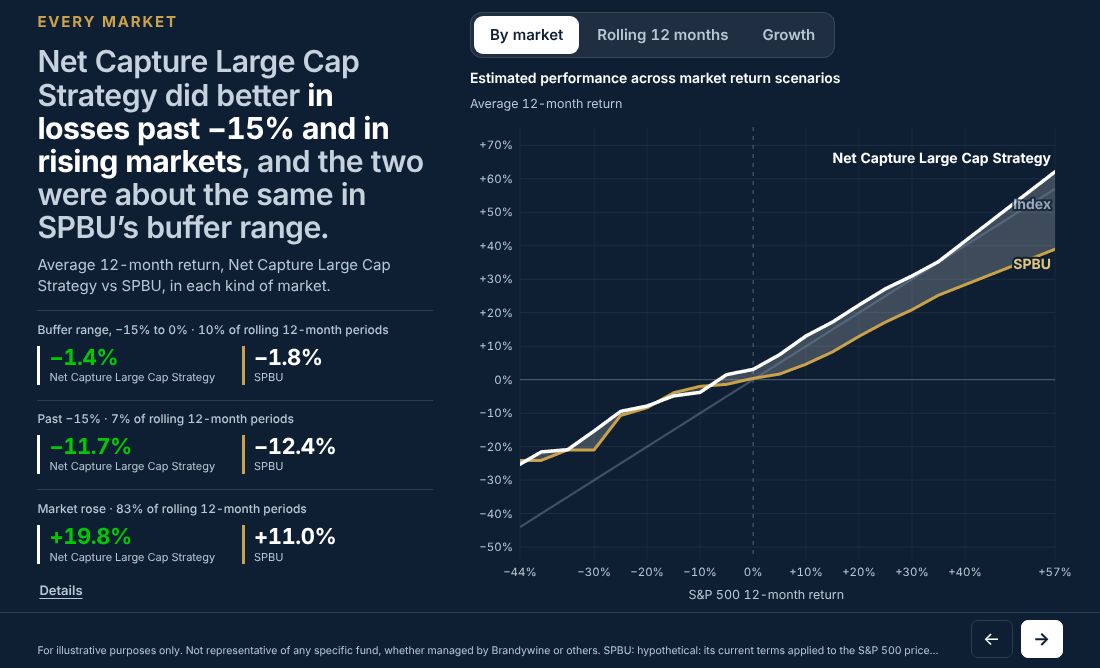 EVERY MARKET
Net Capture Large Cap
Strategy did better in
losses past −15% and in
rising markets, and the two
were about the same in
SPBU’s buffer range.
Average 12-month return, Net Capture Large Cap
Strategy vs SPBU, in each kind of market.
Buffer range, −15% to 0% · 10% of rolling 12-month periods
−1.4%
Net Capture Large Cap Strategy
−1.8%
SPBU
Past −15% · 7% of rolling 12-month periods
−11.7%
Net Capture Large Cap Strategy
−12.4%
SPBU
Market rose · 83% of rolling 12-month periods
+19.8%
Net Capture Large Cap Strategy
+11.0%
SPBU
Details
By market
Rolling 12 months
Growth
Estimated performance across market return scenarios
Average 12-month return
+70%
+60%
+50%
+40%
+30%
+20%
+10%
0%
−10%
−20%
−30%
−40%
−50%
Net Capture Large Cap Strategy
Index
SPBU
−44%
−30%
−20%
−10%
0%
+10%
+20%
+30%
+40%
+57%
S&P 500 12-month return
For illustrative purposes only. Not representative of any specific fund, whether managed by Brandywine or others. SPBU: hypothetical: its current terms applied to the S&P 500 price...